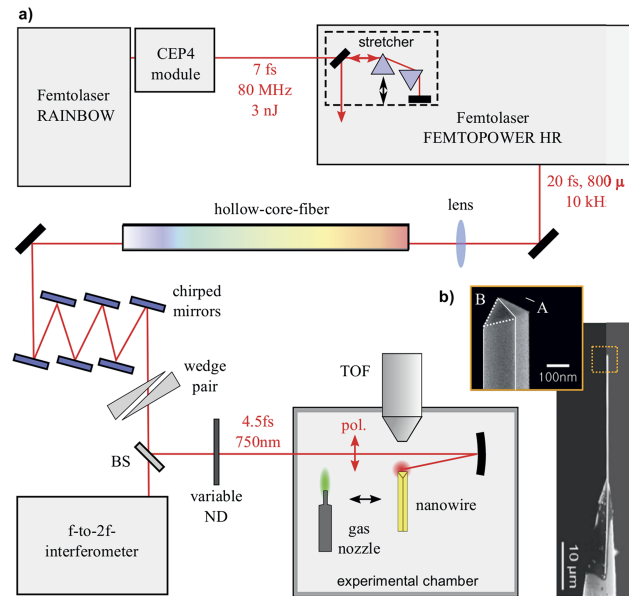 a)
CEP4
module
Femtolaser
RAINBOW
7 fs
80 MHz
3 nJ
stretcher
Femtolaser
FEMTOPOWER HR
20 fs, 800 μ
10 kH
hollow-core-fiber
lens
chirped
mirrors
b)
B
A
100nm
wedge
pair
TOF
4.5fs
750nm
pol.
BS
variable
ND
nanowire
gas
nozzle
f-to-2f-
interferometer
experimental chamber
10 μm